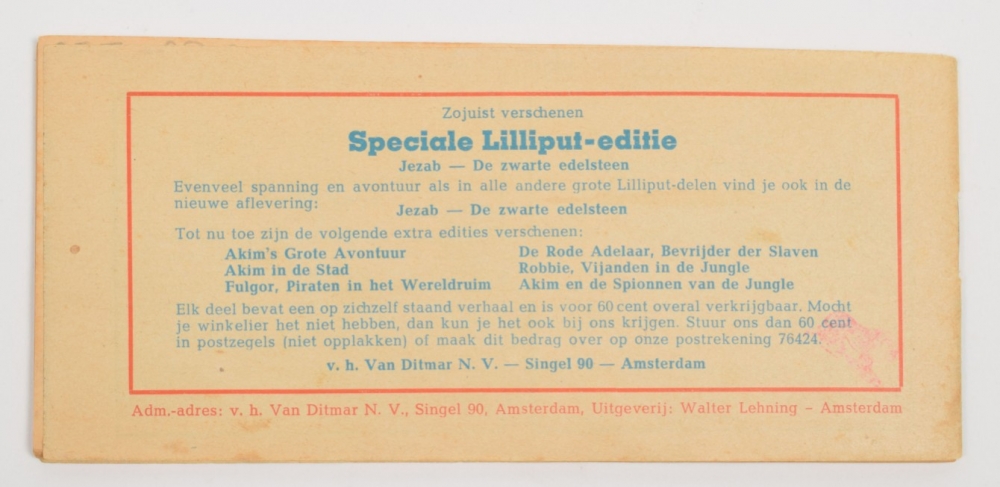 Zojuist verschenen
Speciale Lilliput-editie
Jezab — De zwarte edelsteen
Evenveel spanning en avontuur als in alle andere grote Lilliput-delen vind je ook in de
nieuwe aflevering:
Jezab — De zwarte edelsteen
Tot nu toe zijn de volgende extra edities verschenen:
Akim's Grote Avontuur
Akim in de Stad
Fulgor, Piraten in het Wereldruim
De Rode Adelaar, Bevrijder der Slaven
Robbie, Vijanden in de Jungle
Akim en de Spionnen van de Jungle
Elk deel bevat een op zichzelf staand verhaal en is voor 60 cent overal verkrijgbaar. Mocht
je winkelier het niet hebben, dan kun je het ook bij ons krijgen. Stuur ons dan 60 cent
in postzegels (niet opplakken) of maak dit bedrag over op onze postrekening 76424.
v. h. Van Ditmar N. V. — Singel 90 — Amsterdam
Adm.-adres: v. h. Van Ditmar N. V., Singel 90, Amsterdam, Uitgeverij: Walter Lehning – Amsterdam